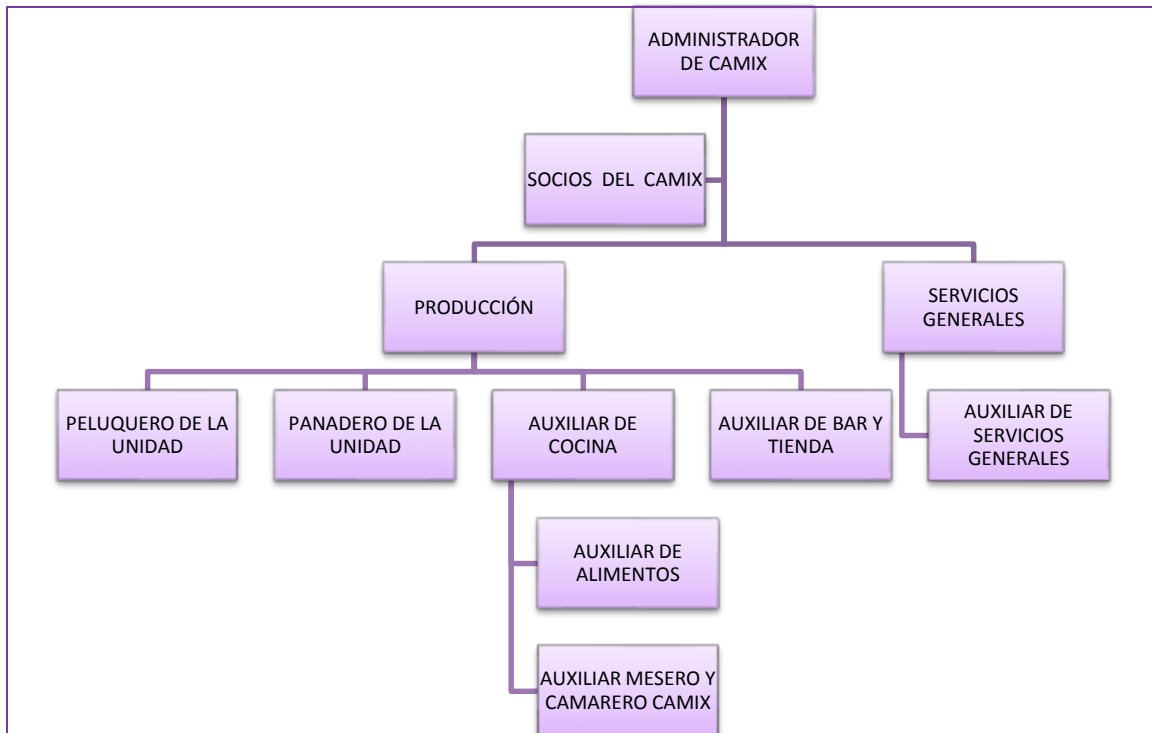 ADMINISTRADOR
DE CAMIX
SOCIOS DEL CAMIX
PRODUCCIÓN
SERVICIOS
GENERALES
PELUQUERO DE LA
UNIDAD
PANADERO DE LA
UNIDAD
AUXILIAR DE
COCINA
AUXILIAR DE BAR Y
TIENDA
AUXILIAR DE
SERVICIOS
GENERALES
AUXILIAR DE
ALIMENTOS
AUXILIAR MESERO Y
CAMARERO CAMIX